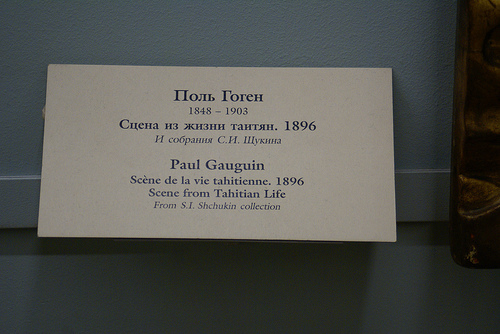 Поль Гоген
1848 – 1903
Сцена из жизни таитян. 1896
И собрания С.И. Щукина
Paul Gauguin
Scène de la vie tahitienne. 1896
Scene from Tahitian Life
From S.I. Shchukin collection